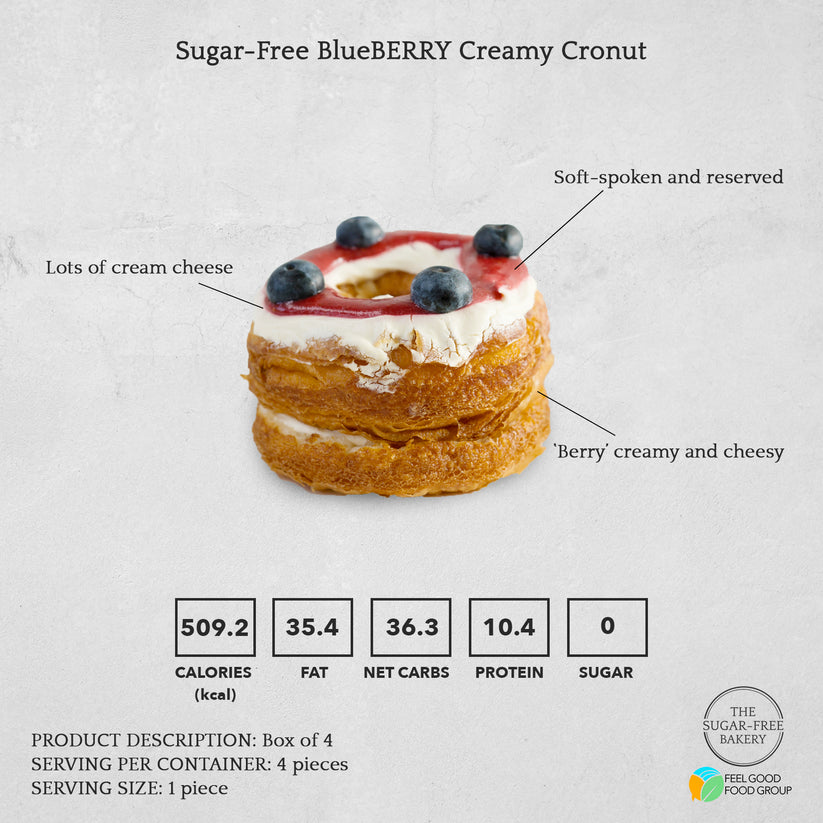 Sugar-Free BlueBERRY Creamy Cronut
Soft-spoken and reserved
Lots of cream cheese
‘Berry’ creamy and cheesy
509.2
35.4
36.3
10.4
0
CALORIES
(kcal)
FAT
NET CARBS
PROTEIN
SUGAR
PRODUCT DESCRIPTION: Box of 4
SERVING PER CONTAINER: 4 pieces
SERVING SIZE: 1 piece
THE
SUGAR-FREE
BAKERY
FEEL GOOD
FOOD GROUP